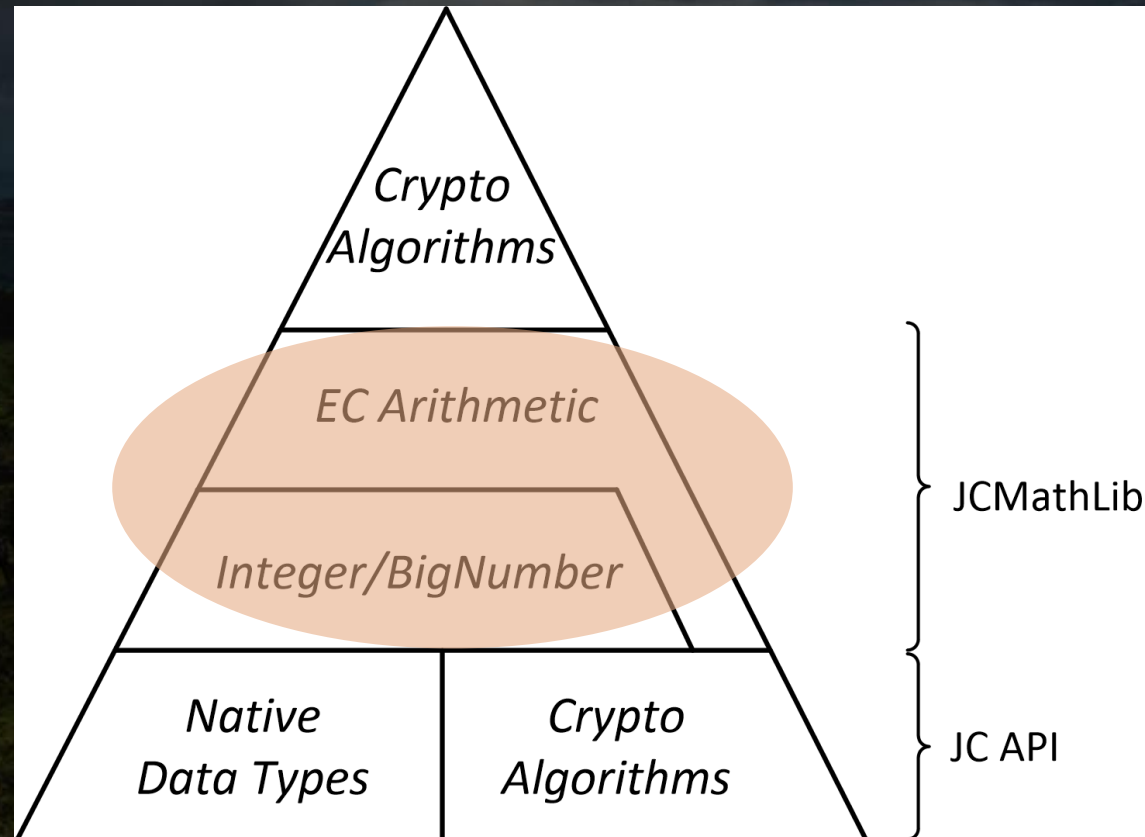 Crypto
Algorithms
EC Arithmetic
JCMathLib
Integer/BigNumber
Native
Data Types
Crypto
Algorithms
JC API